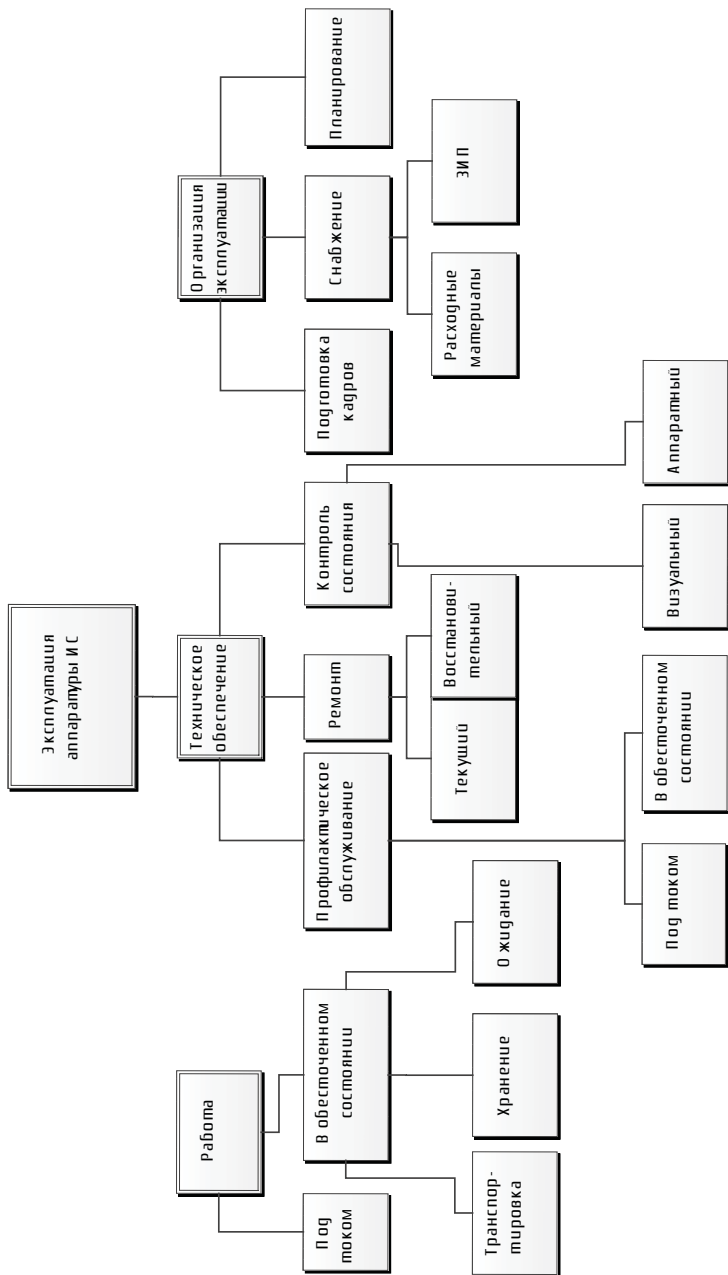 Эксплуатация
аппаратуры ИС
Работа
Техническое
обеспечение
Организация
эксплуатации
Под
током
В обесточенном
состоянии
Профилактическое
обслуживание
Ремонт
Контроль
состояния
Подготовка
кадров
Снабжение
Планирование
Транспор-
тировка
Хранение
Ожидание
Текуший
Восстанови-
тельный
Расходные
материалы
ЗИП
Под током
В обесточенном
состоянии
Визуальный
Аппаратный